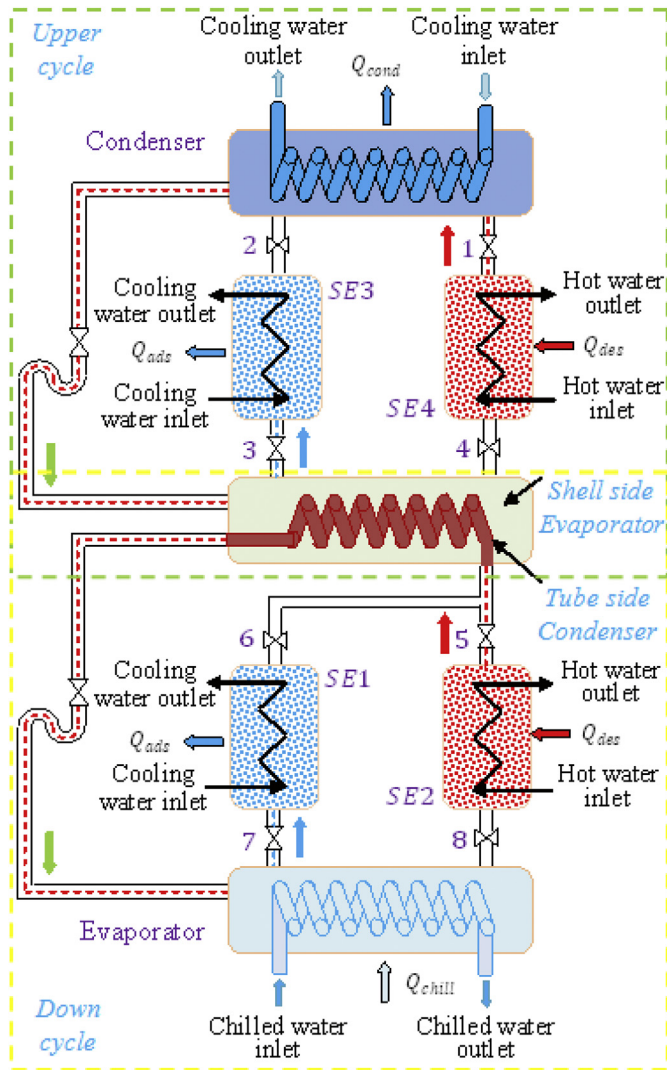 Upper
cycle
Cooling water
outlet
Q_cond
Cooling water
inlet
Condenser
2
1
Cooling
water outlet
SE3
Hot water
outlet
Q_ads
Q_des
Cooling
water inlet
SE4
Hot water
inlet
3
4
Shell side
Evaporator
Tube side
Condenser
6
5
Cooling
water outlet
SE1
Hot water
outlet
Q_ads
Q_des
Cooling
water inlet
SE2
Hot water
inlet
7
8
Evaporator
Q_chill
Down
cycle
Chilled water
inlet
Chilled water
outlet